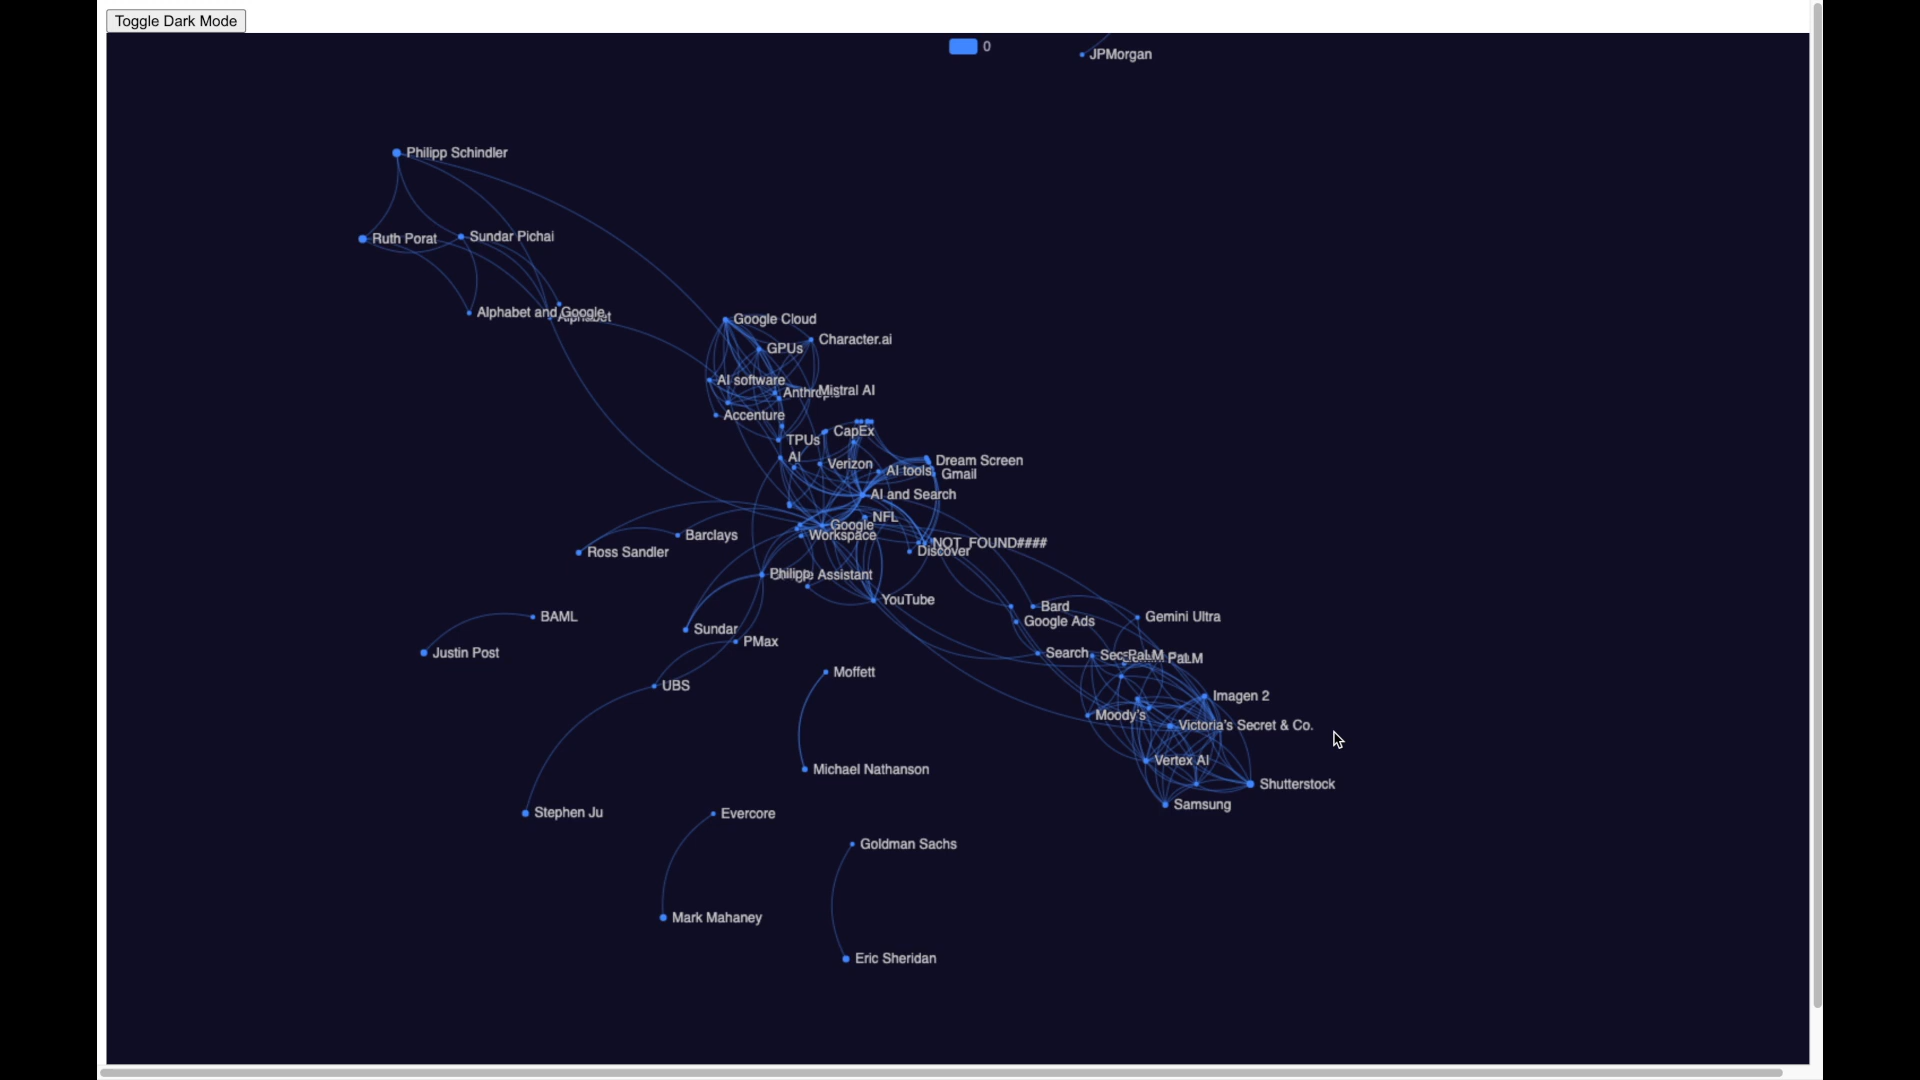 Toggle Dark Mode
0
JPMorgan
Philipp Schindler
Ruth Porat
Sundar Pichai
Alphabet and Google
Alphabet
Google Cloud
Character.ai
GPUs
AI software
Mistral AI
Accenture
CapEx
TPUs
AI
Verizon
Dream Screen
AI tools
Gmail
AI and Search
NFL
Google
Workspace
Barclays
NOT_FOUND####
Discover
Ross Sandler
Philipp
Assistant
YouTube
Bard
Gemini Ultra
Google Ads
BAML
Sundar
PMax
Justin Post
Search
PaLM
PaLM
Moffett
UBS
Imagen 2
Moody's
Victoria's Secret & Co.
Vertex AI
Michael Nathanson
Shutterstock
Samsung
Stephen Ju
Evercore
Goldman Sachs
Mark Mahaney
Eric Sheridan